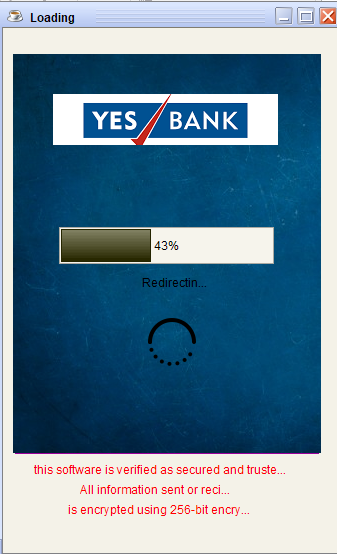 Loading
YES BANK
43%
Redirectin...
this software is verified as secured and truste...
All information sent or reci...
is encrypted using 256-bit encry...